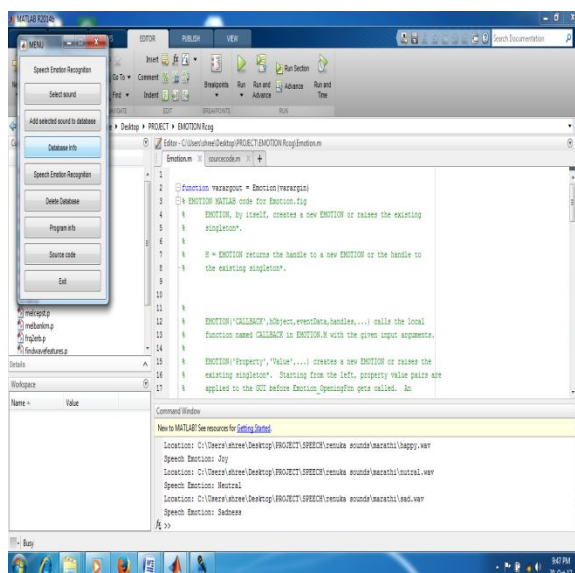 MATLAB R2014b
EDITOR PUBLISH VIEW
Search Documentation
Insert fx
Go To Comment
Find Indent
Breakpoints Run Run and Advance Run Section Advance Run and Time
EDIT BREAKPOINTS RUN
MENU
Speech Emotion Recognition
Select sound
Add selected sound to database
Database Info
Speech Emotion Recognition
Delete Database
Program info
Source code
Exit
Desktop PROJECT EMOTION Rcog
Editor - C:\Users\shree\Desktop\PROJECT\EMOTION Rcog\Emotion.m
Emotion.m sourcecode.m +
1
2 function varargout = Emotion(varargin)
3 % EMOTION MATLAB code for Emotion.fig
4 % EMOTION, by itself, creates a new EMOTION or raises the existing
5 % singleton*.
6 %
7 % H = EMOTION returns the handle to a new EMOTION or the handle to
8 % the existing singleton*.
9
10
11 %
12 % EMOTION('CALLBACK',hObject,eventData,handles,...) calls the local
13 % function named CALLBACK in EMOTION.M with the given input arguments.
14 %
15 % EMOTION('Property','Value',...) creates a new EMOTION or raises the
16 % existing singleton*. Starting from the left, property value pairs are
17 % applied to the GUI before Emotion_OpeningFcn gets called. An
melcepst.p
melbankm.p
frq2erb.p
findwavefeatures.p
Details
Workspace
Name Value
Command Window
New to MATLAB? See resources for Getting Started.
Location: C:\Users\shree\Desktop\PROJECT\SPEECH\renuka sounds\marathi\happy.wav
Speech Emotion: Joy
Location: C:\Users\shree\Desktop\PROJECT\SPEECH\renuka sounds\marathi\nutral.wav
Speech Emotion: Neutral
Location: C:\Users\shree\Desktop\PROJECT\SPEECH\renuka sounds\marathi\sad.wav
Speech Emotion: Sadness
fx >>
Busy
9:47 PM